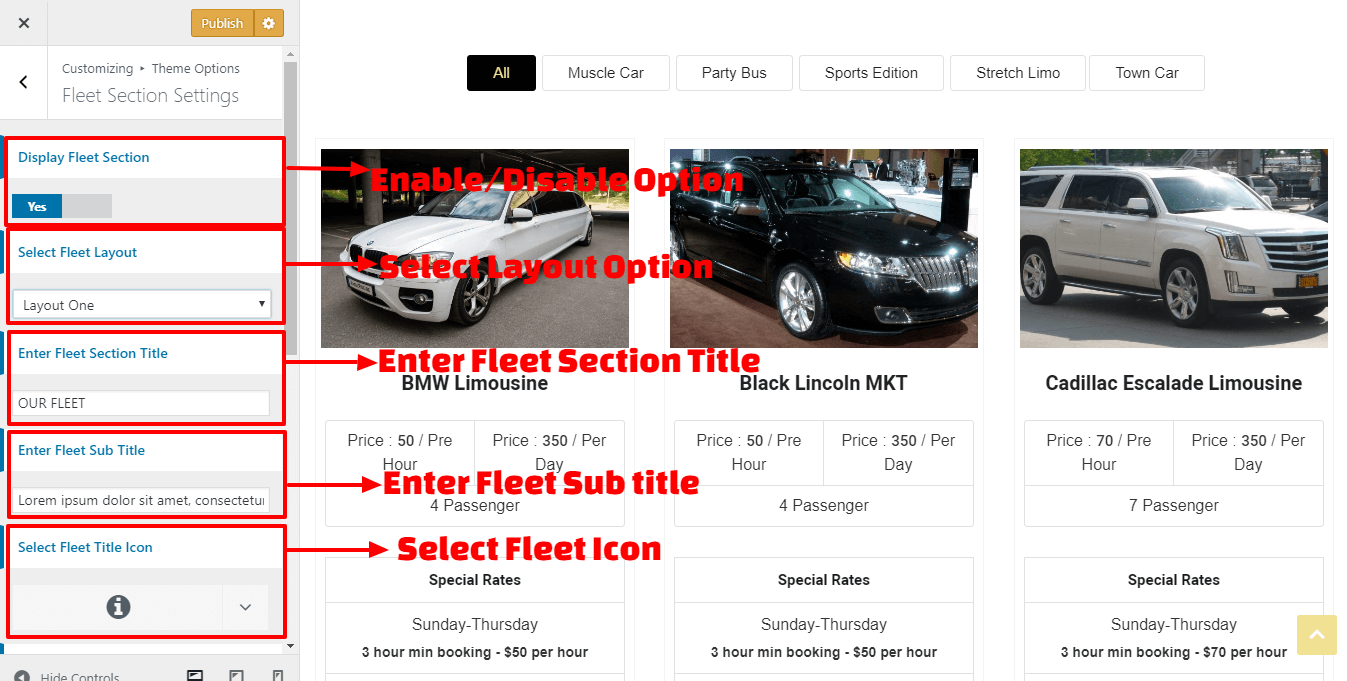 Publish
Customizing ▸ Theme Options
Fleet Section Settings
Display Fleet Section
Yes
Select Fleet Layout
Layout One
Enter Fleet Section Title
OUR FLEET
Enter Fleet Sub Title
Lorem ipsum dolor sit amet, consectetur
Select Fleet Title Icon
Hide Controls
Enable/Disable Option
Select Layout Option
Enter Fleet Section Title
Enter Fleet Sub title
Select Fleet Icon
All Muscle Car Party Bus Sports Edition Stretch Limo Town Car
BMW Limousine
Price : 50 / Pre
Hour
Price : 350 / Per
Day
4 Passenger
Special Rates
Sunday-Thursday
3 hour min booking - $50 per hour
Black Lincoln MKT
Price : 50 / Pre
Hour
Price : 350 / Per
Day
4 Passenger
Special Rates
Sunday-Thursday
3 hour min booking - $50 per hour
Cadillac Escalade Limousine
Price : 70 / Pre
Hour
Price : 350 / Per
Day
7 Passenger
Special Rates
Sunday-Thursday
3 hour min booking - $70 per hour